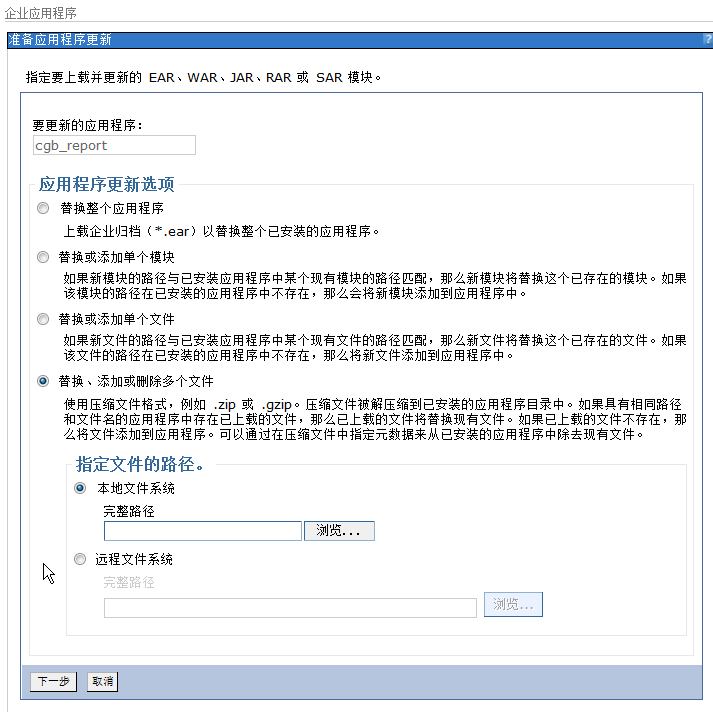 企业应用程序
准备应用程序更新
?
指定要上载并更新的 EAR、WAR、JAR、RAR 或 SAR 模块。
要更新的应用程序：
cgb_report
应用程序更新选项
替换整个应用程序
上载企业归档（*.ear）以替换整个已安装的应用程序。
替换或添加单个模块
如果新模块的路径与已安装应用程序中某个现有模块的路径匹配，那么新模块将替换这个已存在的模块。如果
该模块的路径在已安装的应用程序中不存在，那么会将新模块添加到应用程序中。
替换或添加单个文件
如果新文件的路径与已安装应用程序中某个现有文件的路径匹配，那么新文件将替换这个已存在的文件。如果
该文件的路径在已安装的应用程序中不存在，那么将新文件添加到应用程序中。
替换、添加或删除多个文件
使用压缩文件格式，例如 .zip 或 .gzip。压缩文件被解压缩到已安装的应用程序目录中。如果具有相同路径
和文件名的应用程序中存在已上载的文件，那么已上载的文件将替换现有文件。如果已上载的文件不存在，那
么将文件添加到应用程序。可以通过在压缩文件中指定元数据来从已安装的应用程序中除去现有文件。
指定文件的路径。
本地文件系统
完整路径
浏览...
远程文件系统
完整路径
浏览...
下一步 取消